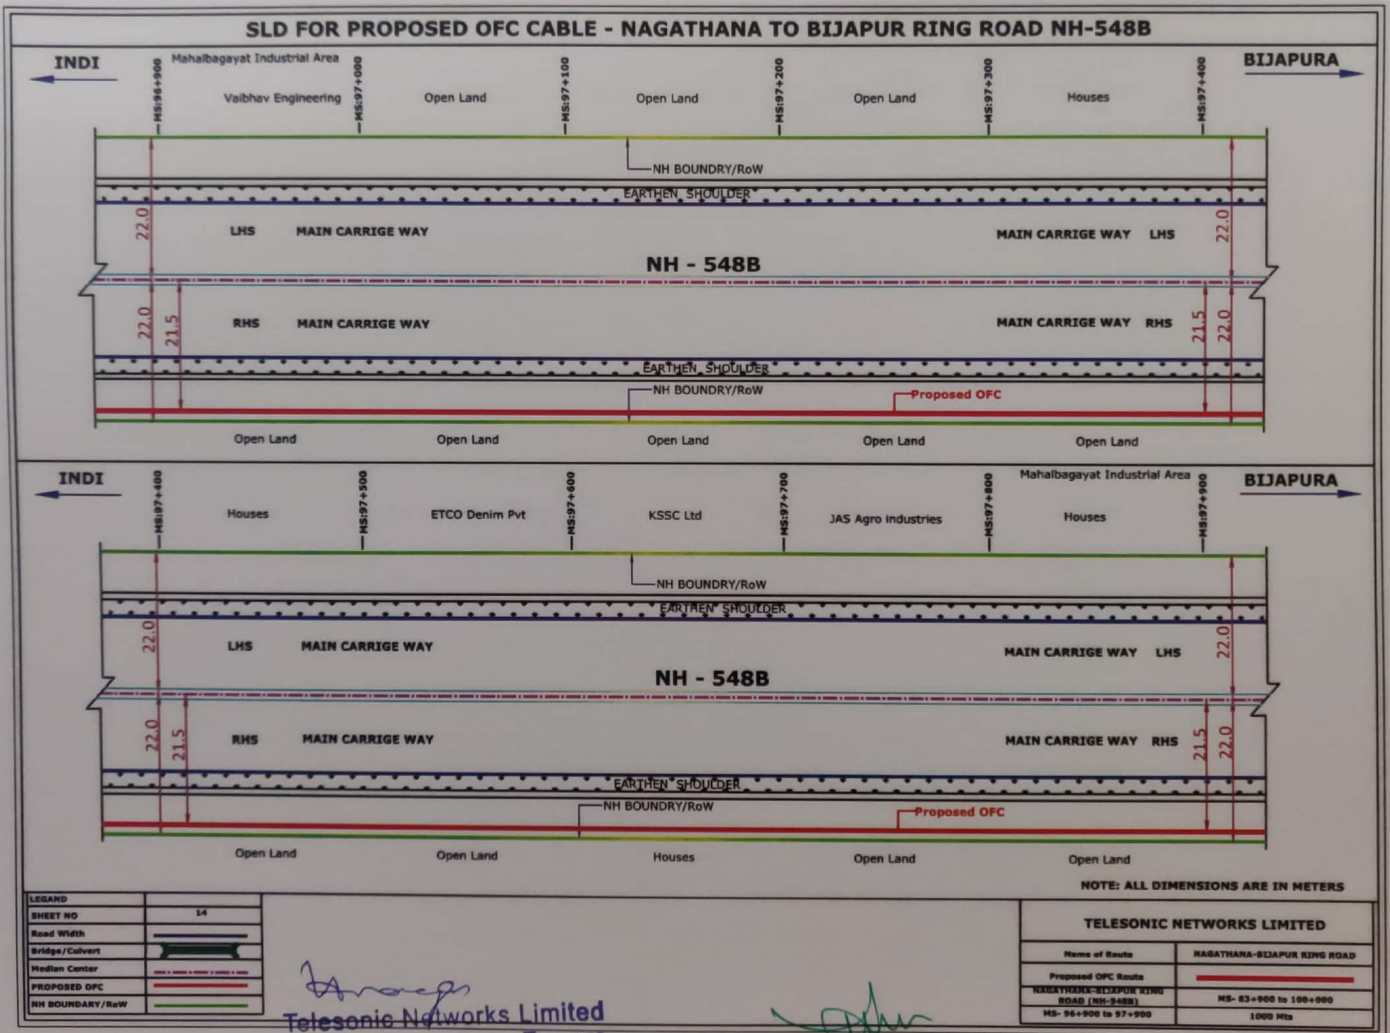 SLD FOR PROPOSED OFC CABLE - NAGATHANA TO BIJAPUR RING ROAD NH-548B
INDI
Mahalbagayat Industrial Area
BIJAPURA
MS:96+900
Vaibhav Engineering
MS:97+000
Open Land
MS:97+100
Open Land
MS:97+200
Open Land
MS:97+300
Houses
MS:97+400
NH BOUNDRY/RoW
EARTHEN SHOULDER
22.0
LHS MAIN CARRIGE WAY
MAIN CARRIGE WAY LHS
22.0
NH - 548B
22.0
21.5
RHS MAIN CARRIGE WAY
MAIN CARRIGE WAY RHS
21.5
22.0
EARTHEN SHOULDER
NH BOUNDRY/RoW
Proposed OFC
Open Land
Open Land
Open Land
Open Land
Open Land
INDI
Mahalbagayat Industrial Area
BIJAPURA
MS:97+400
Houses
MS:97+500
ETCO Denim Pvt
MS:97+600
KSSC Ltd
MS:97+700
JAS Agro industries
MS:97+800
Houses
MS:97+900
NH BOUNDRY/RoW
EARTHEN SHOULDER
22.0
LHS MAIN CARRIGE WAY
MAIN CARRIGE WAY LHS
22.0
NH - 548B
22.0
21.5
RHS MAIN CARRIGE WAY
MAIN CARRIGE WAY RHS
21.5
22.0
EARTHEN SHOULDER
NH BOUNDRY/RoW
Proposed OFC
Open Land
Open Land
Houses
Open Land
Open Land
NOTE: ALL DIMENSIONS ARE IN METERS
LEGAND
SHEET NO 14
Road Width
Bridge/Culvert
Median Center
PROPOSED OFC
NH BOUNDARY/RoW
Telesonic Networks Limited
TELESONIC NETWORKS LIMITED
Name of Route NAGATHANA-BIJAPUR RING ROAD
Proposed OFC Route
NAGATHANA-BIJAPUR RING
ROAD (NH-548B) MS- 83+900 to 100+000
MS- 96+900 to 97+900 1000 Mts